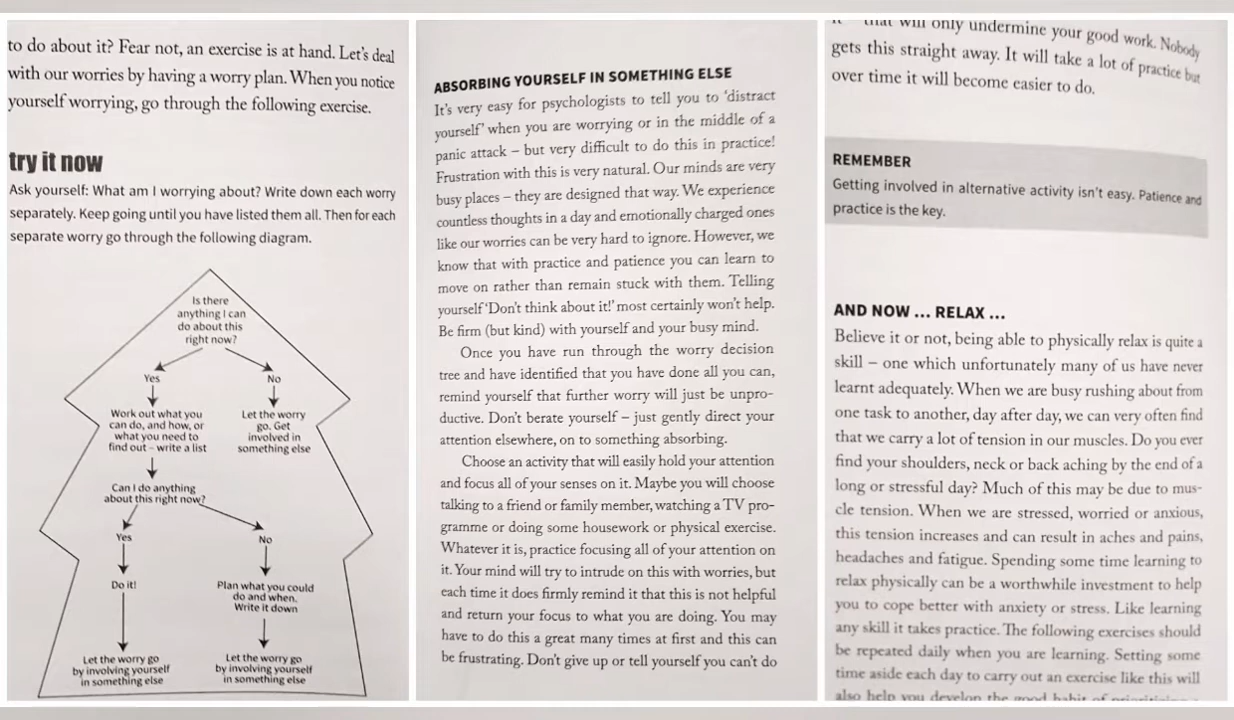 to do about it? Fear not, an exercise is at hand. Let's deal
with our worries by having a worry plan. When you notice
yourself worrying, go through the following exercise.
try it now
Ask yourself: What am I worrying about? Write down each worry
separately. Keep going until you have listed them all. Then for each
separate worry go through the following diagram.
Is there
anything I can
do about this
right now?
Yes
No
Work out what you
can do, and how, or
what you need to
find out – write a list
Let the worry
go. Get
involved in
something else
Can I do anything
about this right now?
Yes
No
Do it!
Plan what you could
do and when.
Write it down
Let the worry go
by involving yourself
in something else
Let the worry go
by involving yourself
in something else
ABSORBING YOURSELF IN SOMETHING ELSE
It's very easy for psychologists to tell you to 'distract
yourself' when you are worrying or in the middle of a
panic attack – but very difficult to do this in practice!
Frustration with this is very natural. Our minds are very
busy places – they are designed that way. We experience
countless thoughts in a day and emotionally charged ones
like our worries can be very hard to ignore. However, we
know that with practice and patience you can learn to
move on rather than remain stuck with them. Telling
yourself 'Don't think about it!' most certainly won't help.
Be firm (but kind) with yourself and your busy mind.
Once you have run through the worry decision
tree and have identified that you have done all you can,
remind yourself that further worry will just be unpro-
ductive. Don't berate yourself – just gently direct your
attention elsewhere, on to something absorbing.
Choose an activity that will easily hold your attention
and focus all of your senses on it. Maybe you will choose
talking to a friend or family member, watching a TV pro-
gramme or doing some housework or physical exercise.
Whatever it is, practice focusing all of your attention on
it. Your mind will try to intrude on this with worries, but
each time it does firmly remind it that this is not helpful
and return your focus to what you are doing. You may
have to do this a great many times at first and this can
be frustrating. Don't give up or tell yourself you can't do
it – that will only undermine your good work. Nobody
gets this straight away. It will take a lot of practice but
over time it will become easier to do.
REMEMBER
Getting involved in alternative activity isn't easy. Patience and
practice is the key.
AND NOW ... RELAX ...
Believe it or not, being able to physically relax is quite a
skill – one which unfortunately many of us have never
learnt adequately. When we are busy rushing about from
one task to another, day after day, we can very often find
that we carry a lot of tension in our muscles. Do you ever
find your shoulders, neck or back aching by the end of a
long or stressful day? Much of this may be due to mus-
cle tension. When we are stressed, worried or anxious,
this tension increases and can result in aches and pains,
headaches and fatigue. Spending some time learning to
relax physically can be a worthwhile investment to help
you to cope better with anxiety or stress. Like learning
any skill it takes practice. The following exercises should
be repeated daily when you are learning. Setting some
time aside each day to carry out an exercise like this will
also help you develop the good habit of